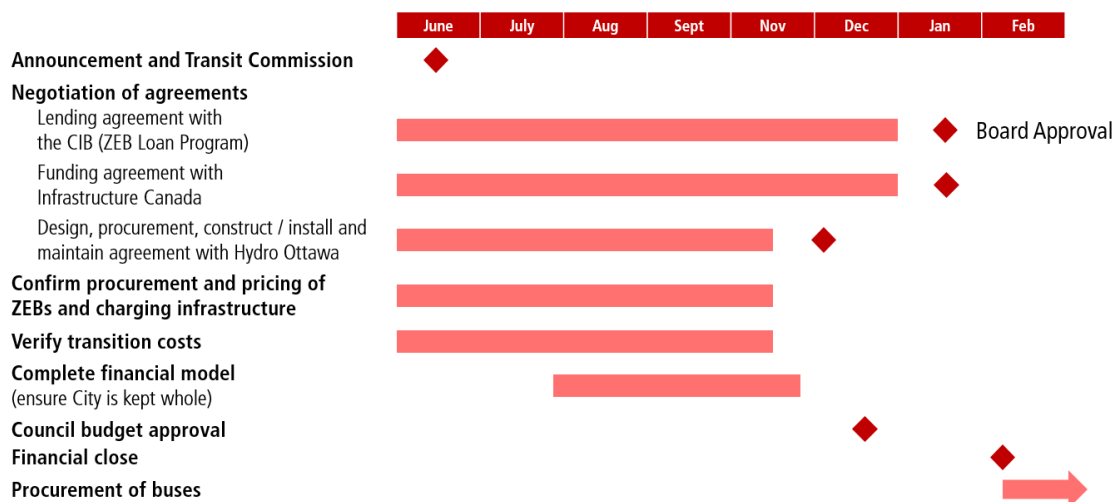 June July Aug Sept Nov Dec Jan Feb
Announcement and Transit Commission
Negotiation of agreements
Lending agreement with
the CIB (ZEB Loan Program)
Board Approval
Funding agreement with
Infrastructure Canada
Design, procurement, construct / install and
maintain agreement with Hydro Ottawa
Confirm procurement and pricing of
ZEBs and charging infrastructure
Verify transition costs
Complete financial model
(ensure City is kept whole)
Council budget approval
Financial close
Procurement of buses